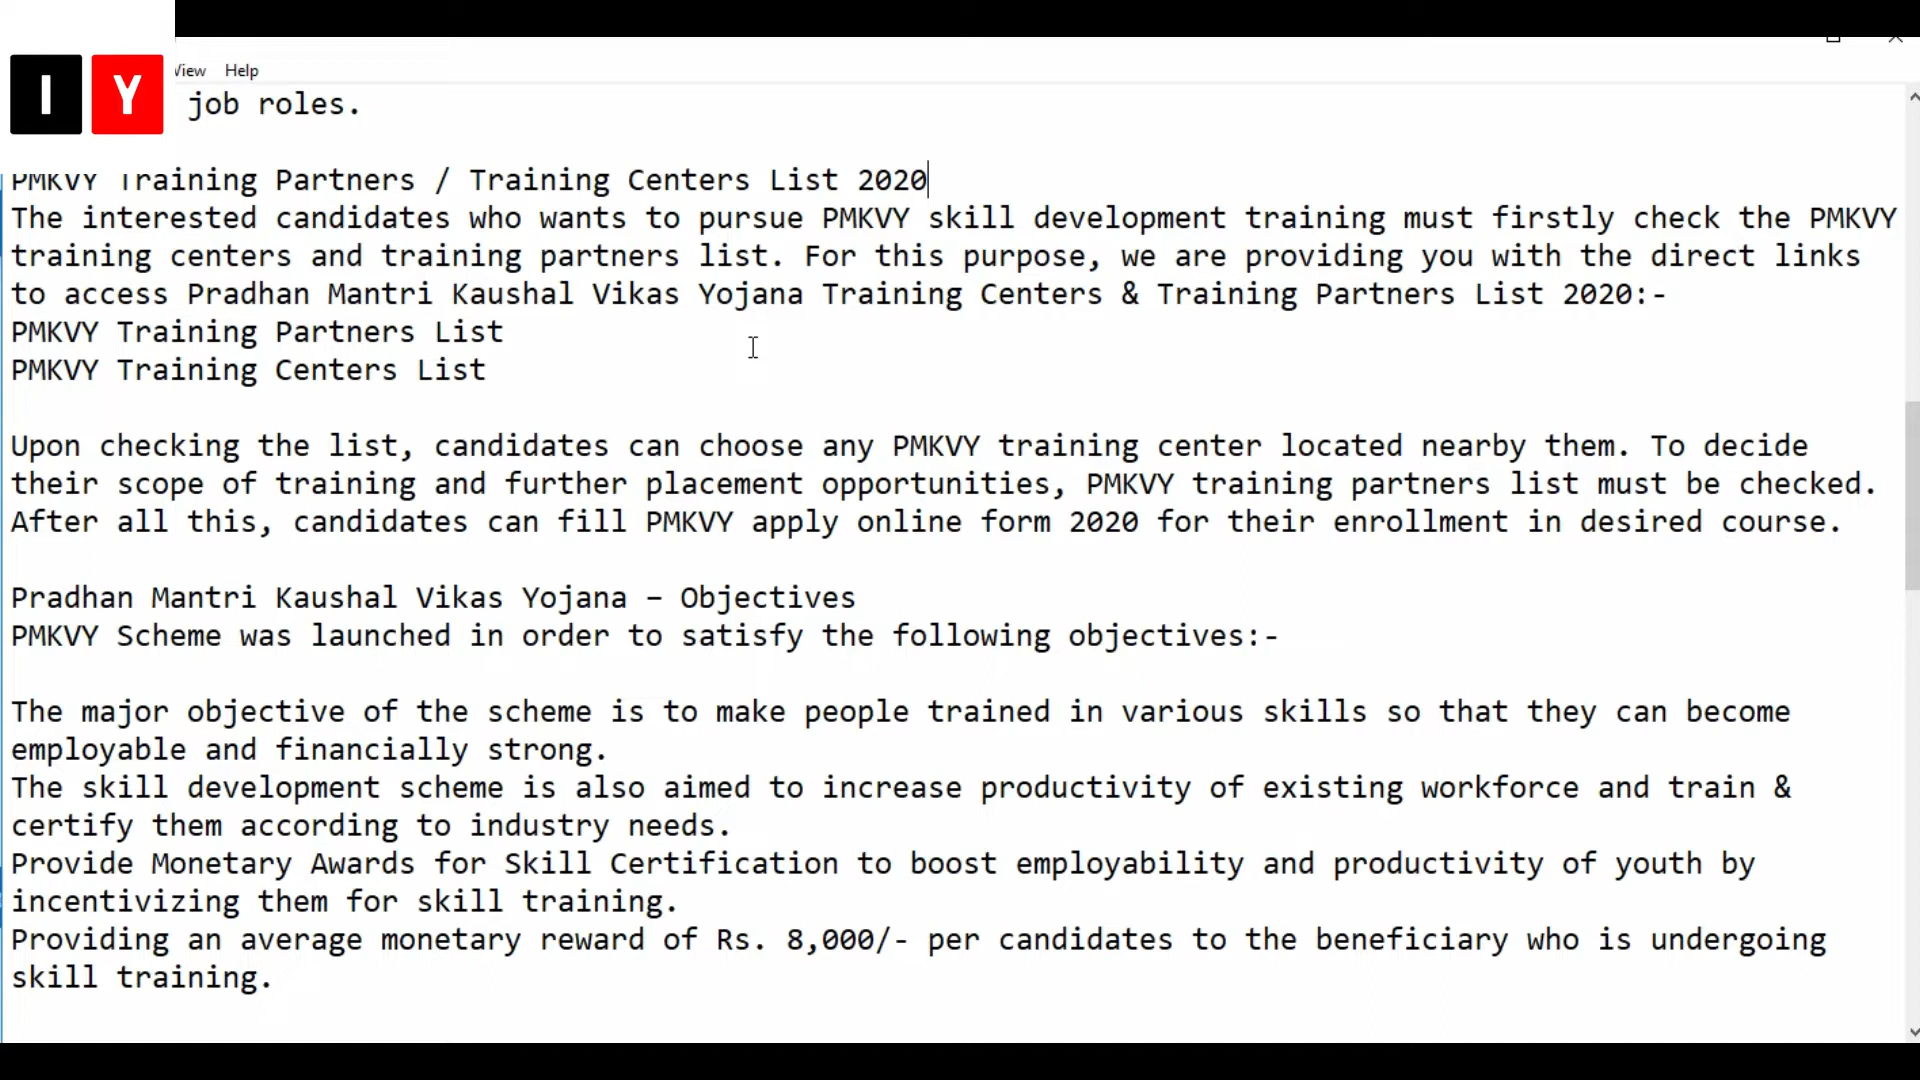 I Y
View Help
job roles.
PMKVY Training Partners / Training Centers List 2020
The interested candidates who wants to pursue PMKVY skill development training must firstly check the PMKVY
training centers and training partners list. For this purpose, we are providing you with the direct links
to access Pradhan Mantri Kaushal Vikas Yojana Training Centers & Training Partners List 2020:-
PMKVY Training Partners List
PMKVY Training Centers List
Upon checking the list, candidates can choose any PMKVY training center located nearby them. To decide
their scope of training and further placement opportunities, PMKVY training partners list must be checked.
After all this, candidates can fill PMKVY apply online form 2020 for their enrollment in desired course.
Pradhan Mantri Kaushal Vikas Yojana – Objectives
PMKVY Scheme was launched in order to satisfy the following objectives:-
The major objective of the scheme is to make people trained in various skills so that they can become
employable and financially strong.
The skill development scheme is also aimed to increase productivity of existing workforce and train &
certify them according to industry needs.
Provide Monetary Awards for Skill Certification to boost employability and productivity of youth by
incentivizing them for skill training.
Providing an average monetary reward of Rs. 8,000/- per candidates to the beneficiary who is undergoing
skill training.